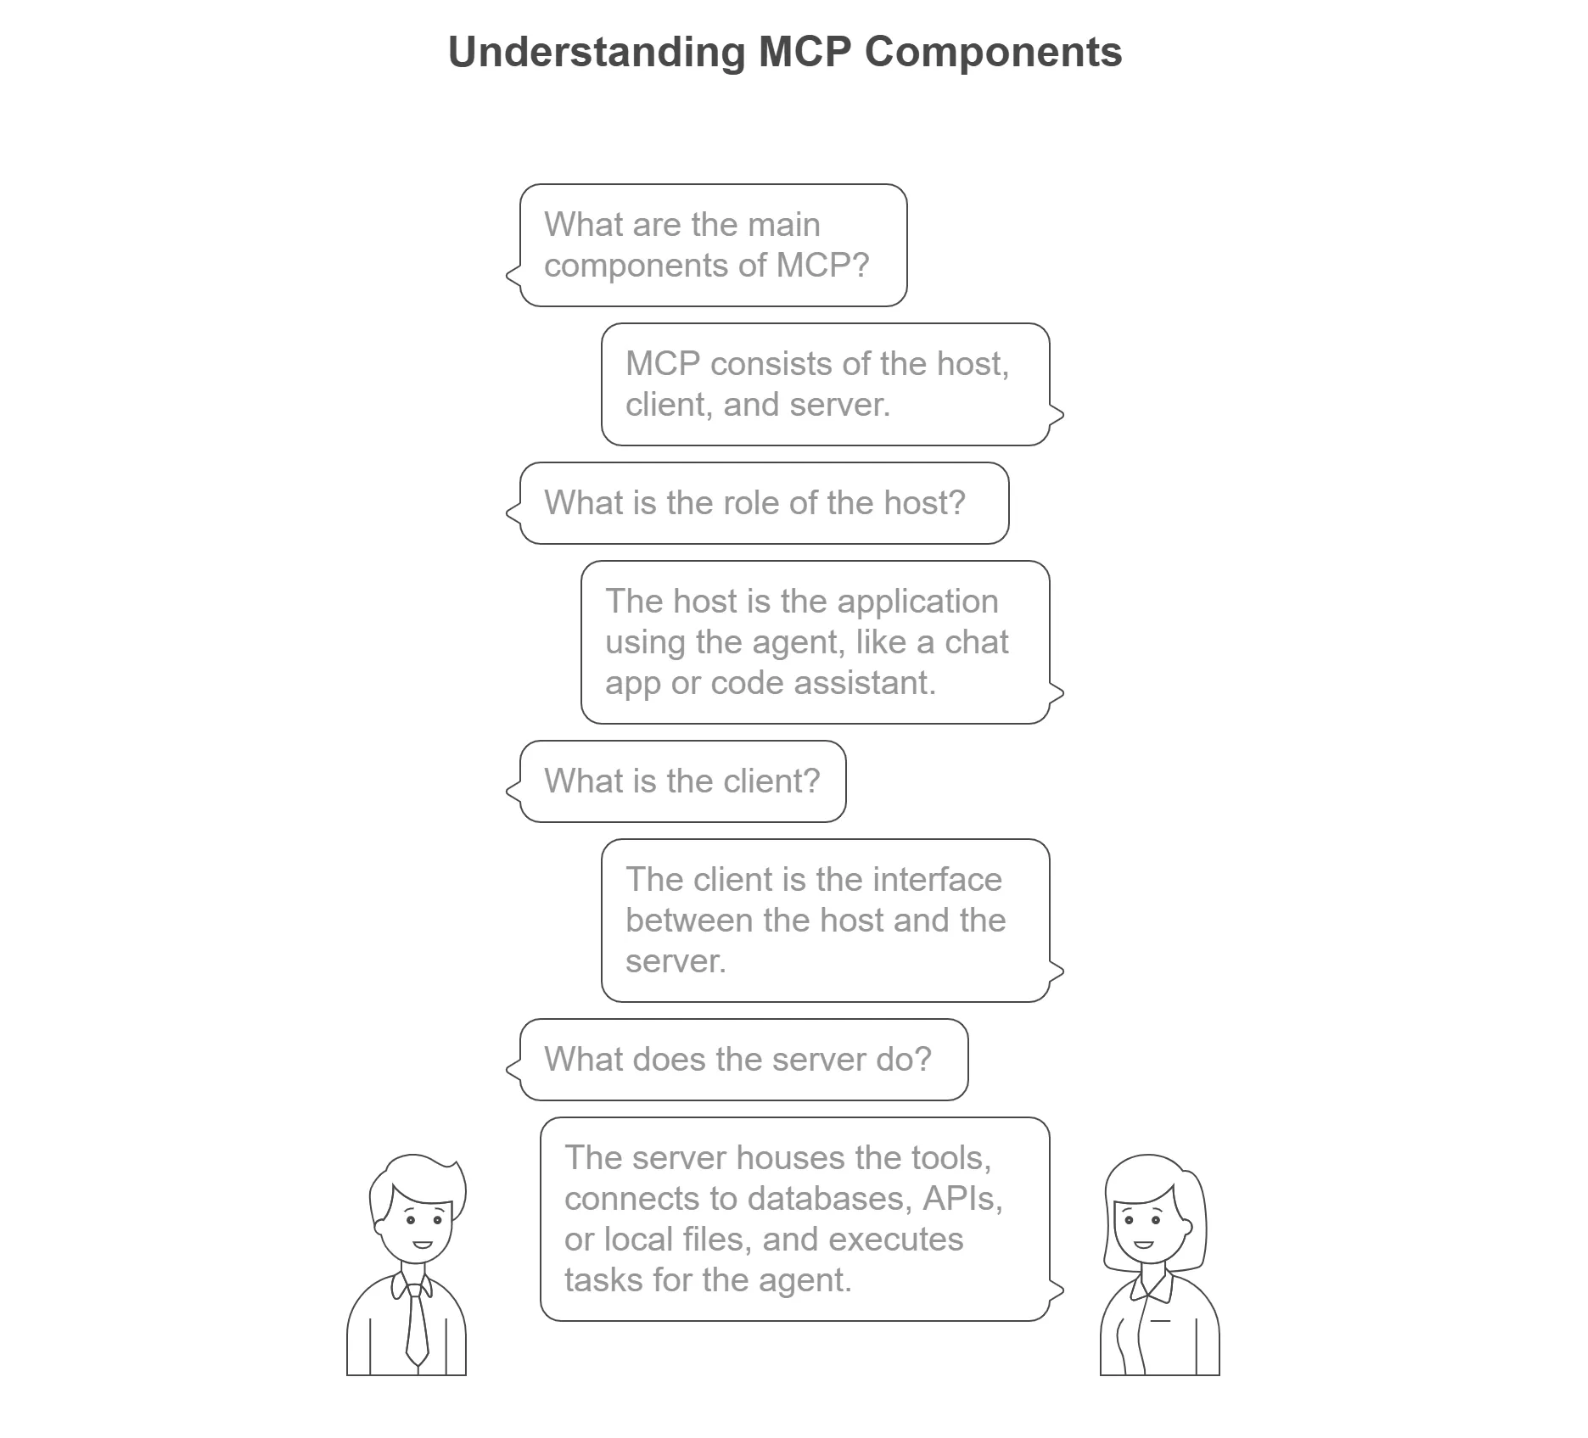 Understanding MCP Components
What are the main
components of MCP?
MCP consists of the host,
client, and server.
What is the role of the host?
The host is the application
using the agent, like a chat
app or code assistant.
What is the client?
The client is the interface
between the host and the
server.
What does the server do?
The server houses the tools,
connects to databases, APIs,
or local files, and executes
tasks for the agent.